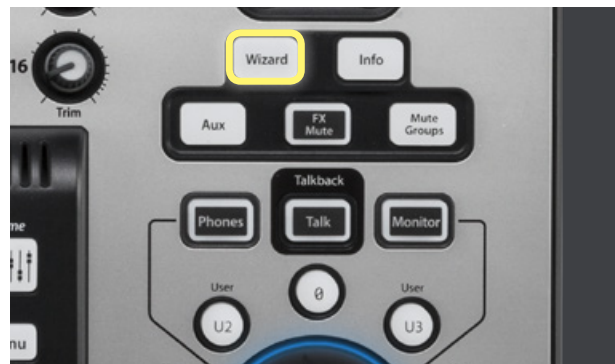 Wizard
Info
16
Trim
Aux
FX
Mute
Mute
Groups
Talkback
Phones
Talk
Monitor
User
0
User
U2
U3